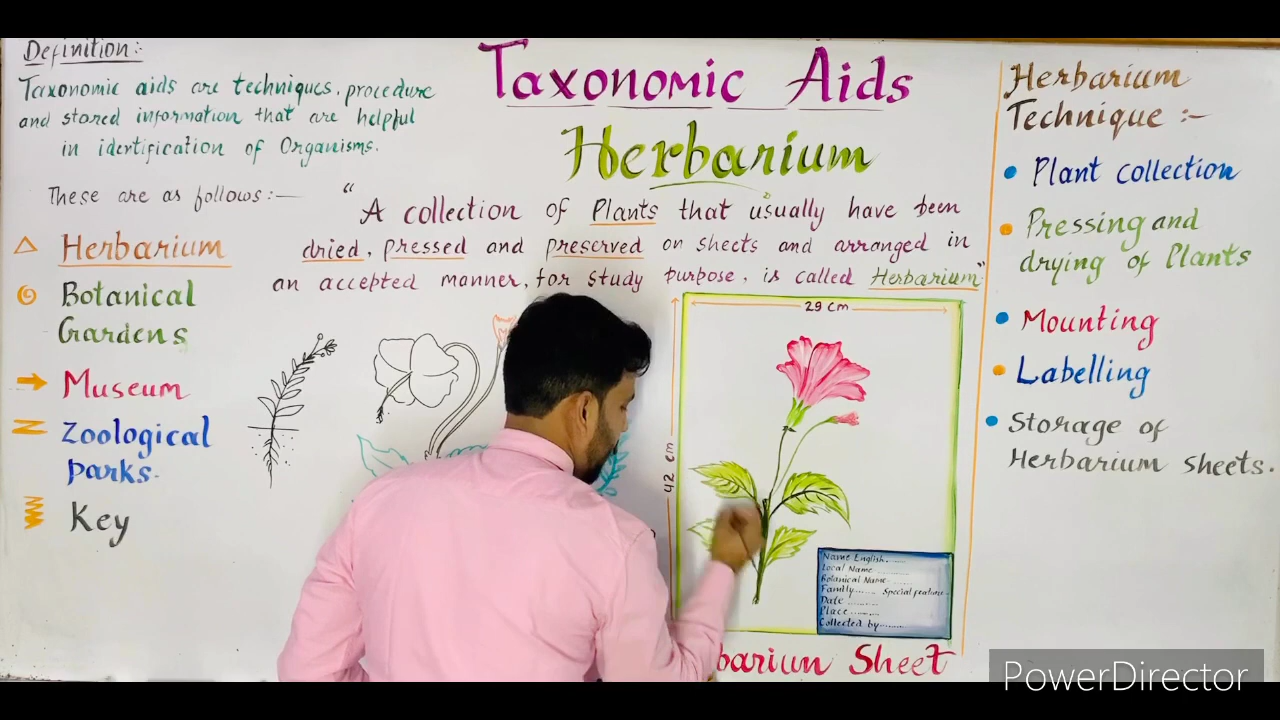 Definition:-
Taxonomic aids are techniques, procedure
and stored information that are helpful
in identification of Organisms.
These are as follows:—
Herbarium
Botanical
Gardens
Museum
Zoological
parks.
Key
Taxonomic Aids
Herbarium
"A collection of Plants that usually have been
dried, pressed and preserved on sheets and arranged in
an accepted manner, for study purpose, is called Herbarium"
29 cm
42 cm
Name English.......
Local Name ..........
Botanical Name.......
Family....... Special feature..
Date ..........
Place ..........
Collected by.........
barium Sheet
Herbarium
Technique :-
Plant collection
Pressing and
drying of Plants
Mounting
Labelling
Storage of
Herbarium sheets.
PowerDirector